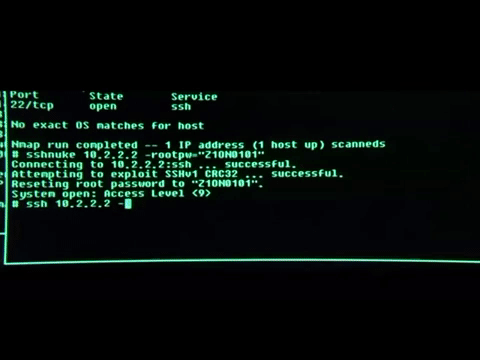 Port State Service
22/tcp open ssh
No exact OS matches for host
Nmap run completed -- 1 IP address (1 host up) scanneds
# sshnuke 10.2.2.2 -rootpw="Z1ON0101"
Connecting to 10.2.2.2:ssh ... successful.
Attempting to exploit SSHv1 CRC32 ... successful.
Reseting root password to "Z1ON0101".
System open: Access Level <9>
# ssh 10.2.2.2 -